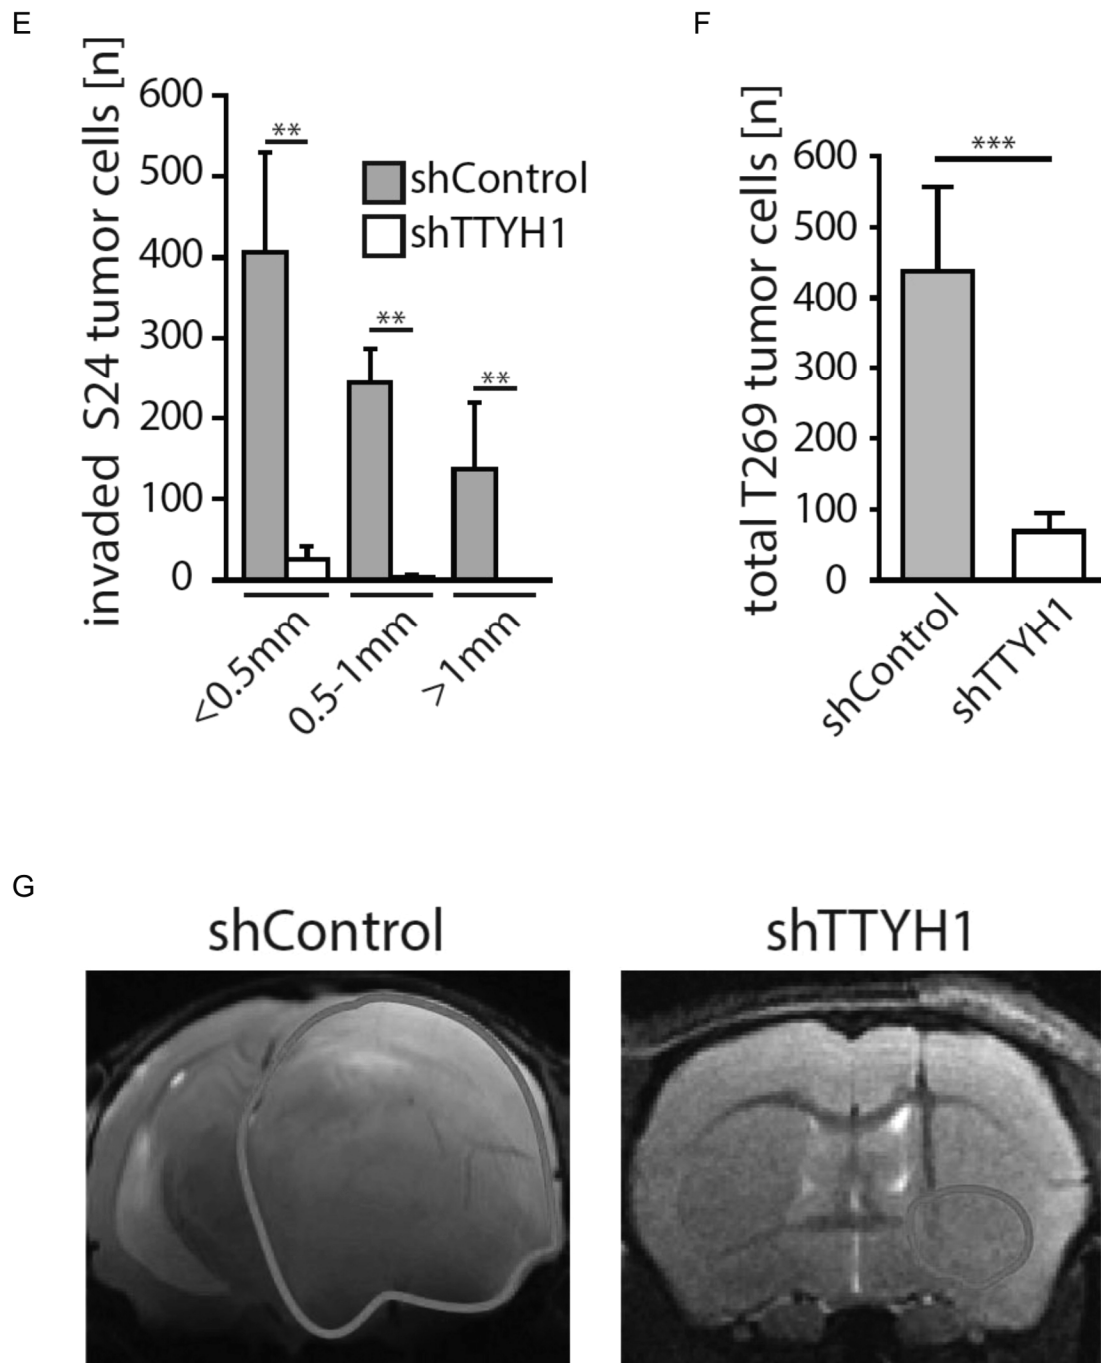 E
invaded S24 tumor cells [n]
600
500
400
300
200
100
0
**
**
**
shControl
shTTYH1
<0.5mm
0.5-1mm
>1mm
F
total T269 tumor cells [n]
600
500
400
300
200
100
0
***
shControl
shTTYH1
G
shControl
shTTYH1